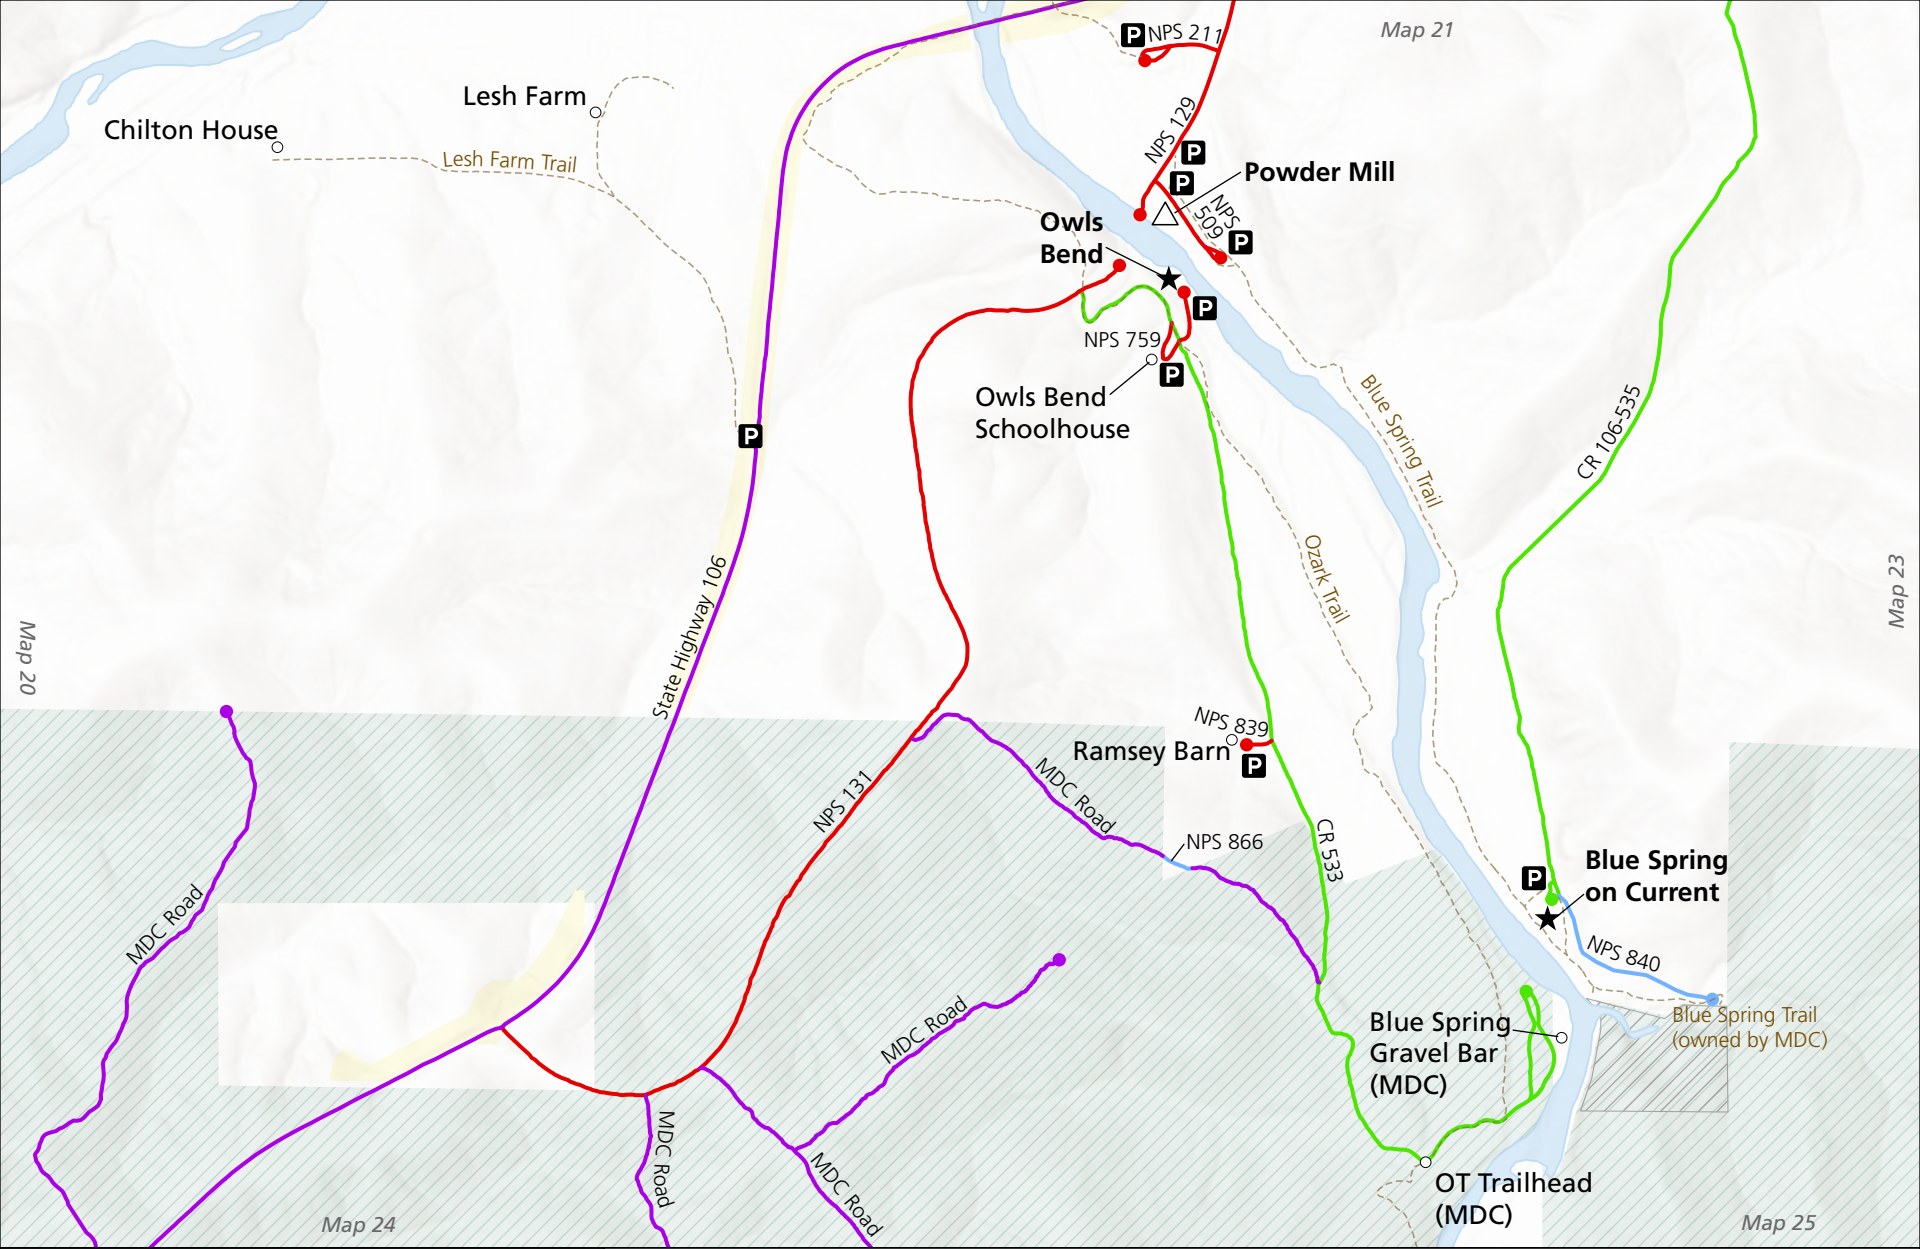 Map 21
P
NPS 211
Lesh Farm
Chilton House
Lesh Farm Trail
NPS 129
P
P
Powder Mill
NPS
509
P
Owls
Bend
P
NPS 759
P
Owls Bend
Schoolhouse
Blue Spring Trail
CR 106-535
P
Ozark Trail
State Highway 106
Map 20
Map 23
NPS 839
Ramsey Barn
P
MDC Road
NPS 131
NPS 866
CR 533
P
Blue Spring
on Current
MDC Road
NPS 840
MDC Road
Blue Spring
Gravel Bar
(MDC)
Blue Spring Trail
(owned by MDC)
MDC Road
MDC Road
OT Trailhead
(MDC)
Map 24
Map 25